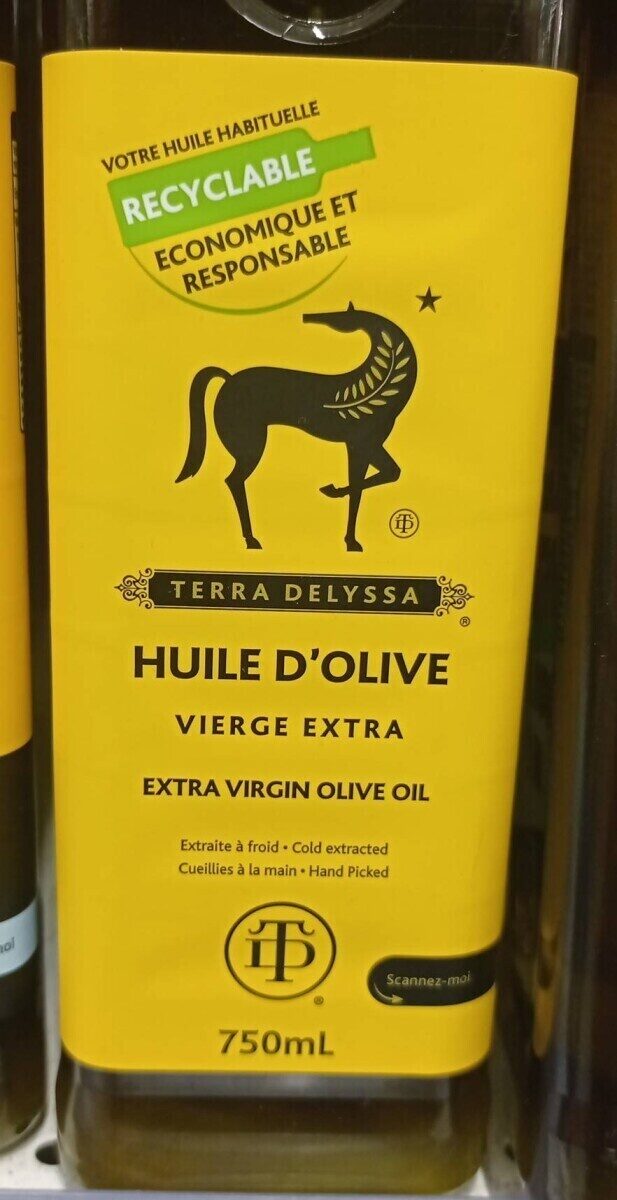 VOTRE HUILE HABITUELLE
RECYCLABLE
ECONOMIQUE ET
RESPONSABLE
TERRA DELYSSA
®
HUILE D'OLIVE
VIERGE EXTRA
EXTRA VIRGIN OLIVE OIL
Extraite à froid • Cold extracted
Cueillies à la main • Hand Picked
TD
®
Scannez-moi
750mL